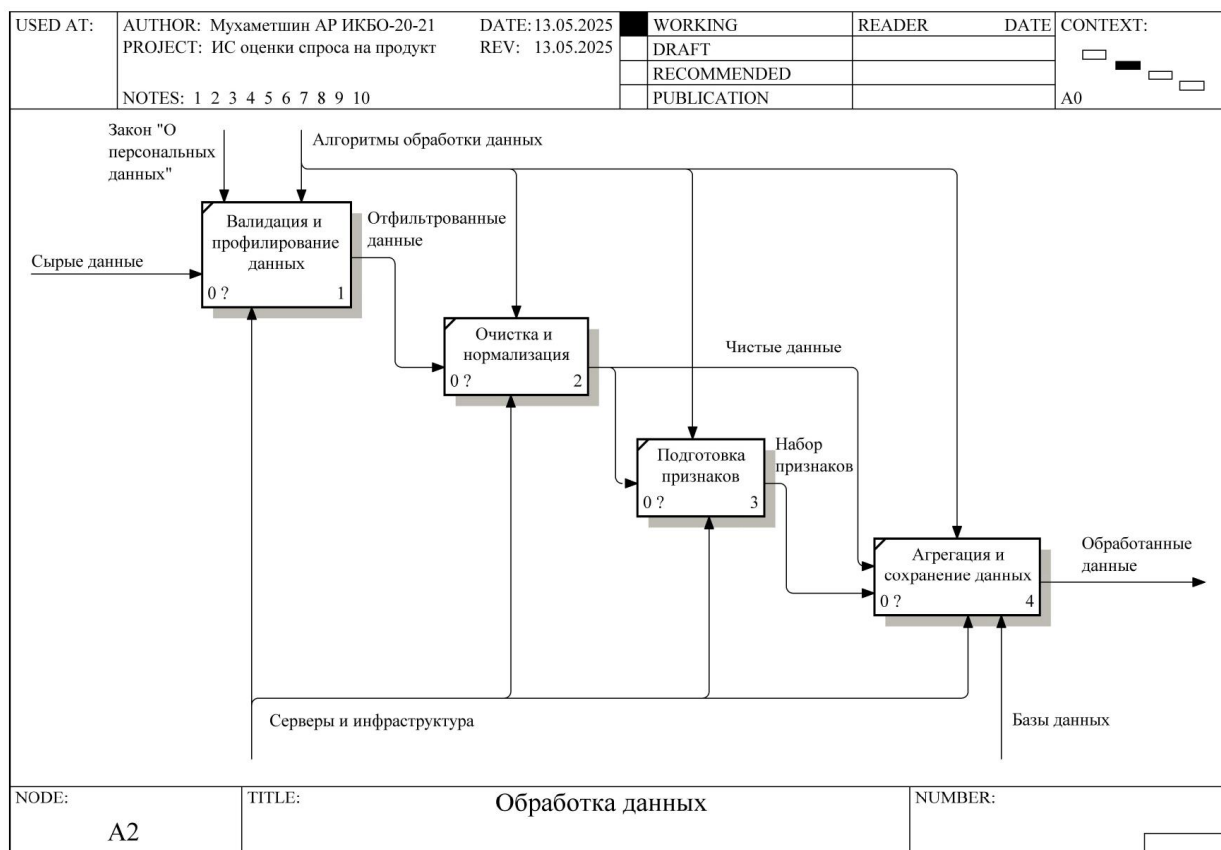 USED AT:
AUTHOR: Мухаметшин АР ИКБО-20-21
DATE: 13.05.2025
PROJECT: ИС оценки спроса на продукт
REV: 13.05.2025
NOTES: 1 2 3 4 5 6 7 8 9 10
WORKING
DRAFT
RECOMMENDED
PUBLICATION
READER DATE
CONTEXT:
A0
Закон "О
персональных
данных"
Алгоритмы обработки данных
Сырые данные
Валидация и
профилирование
данных
0 ? 1
Отфильтрованные
данные
Очистка и
нормализация
0 ? 2
Чистые данные
Подготовка
признаков
0 ? 3
Набор
признаков
Агрегация и
сохранение данных
0 ? 4
Обработанные
данные
Серверы и инфраструктура
Базы данных
NODE:
A2
TITLE:
Обработка данных
NUMBER: